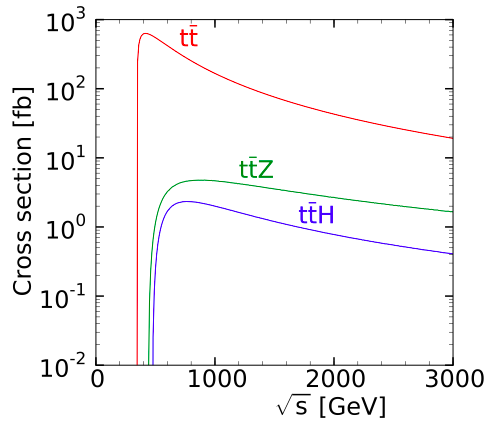 Cross section [fb]
10³
10²
10¹
10⁰
10⁻¹
10⁻²
tt̄
tt̄Z
tt̄H
0 1000 2000 3000
√s [GeV]